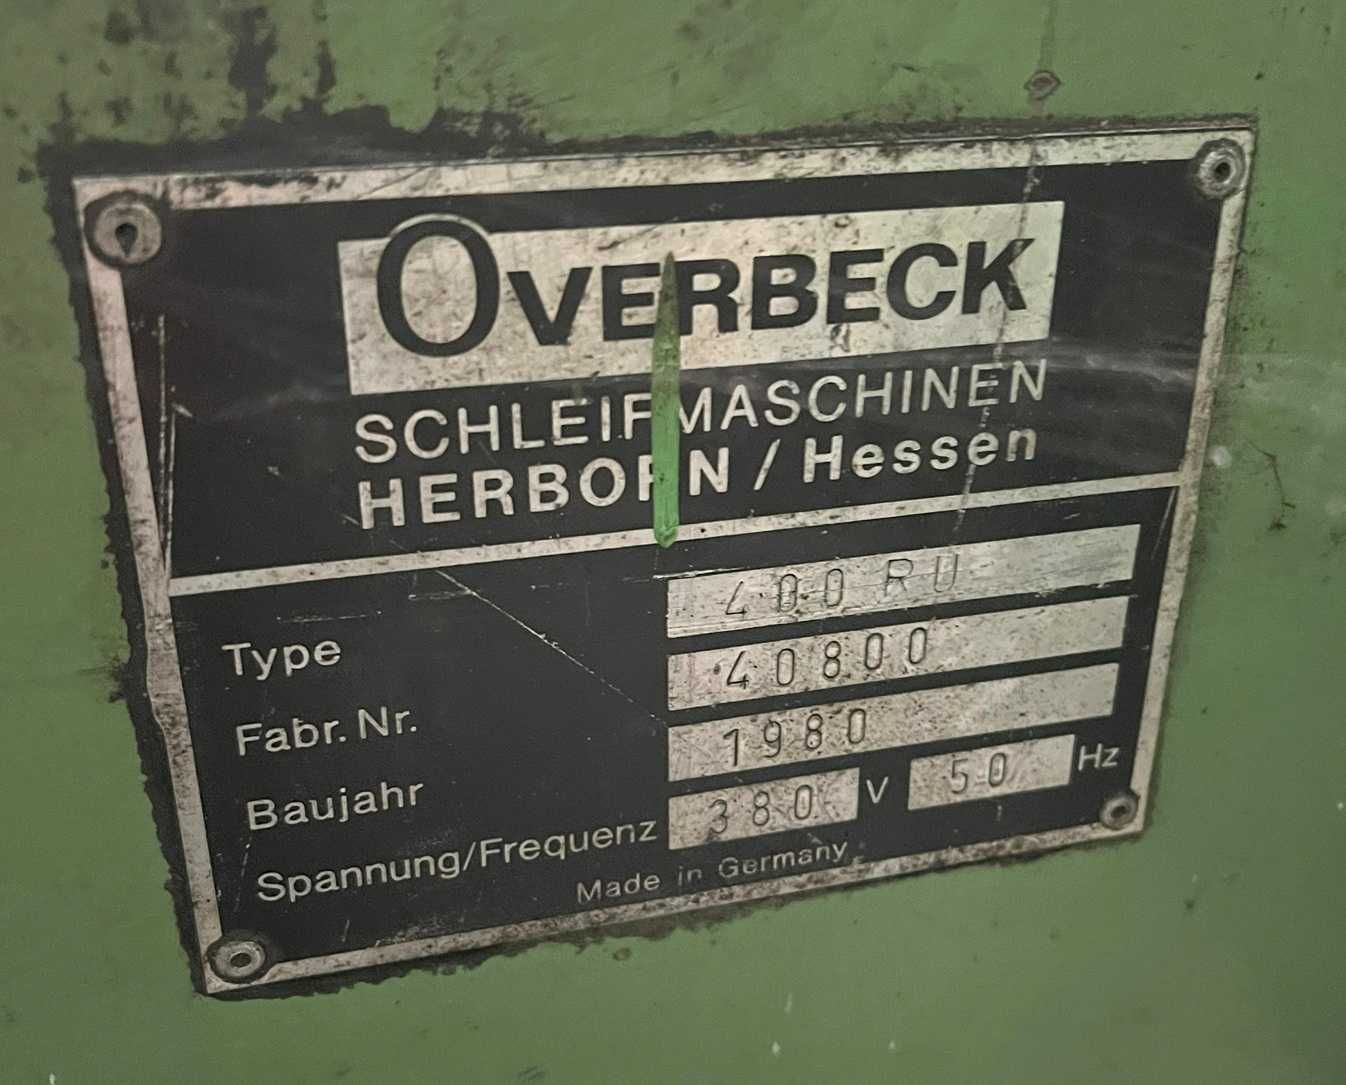 OVERBECK
SCHLEIFMASCHINEN
HERBORN / Hessen
Type 400 RU
Fabr. Nr. 40800
Baujahr 1980
Spannung/Frequenz 380 V 50 Hz
Made in Germany